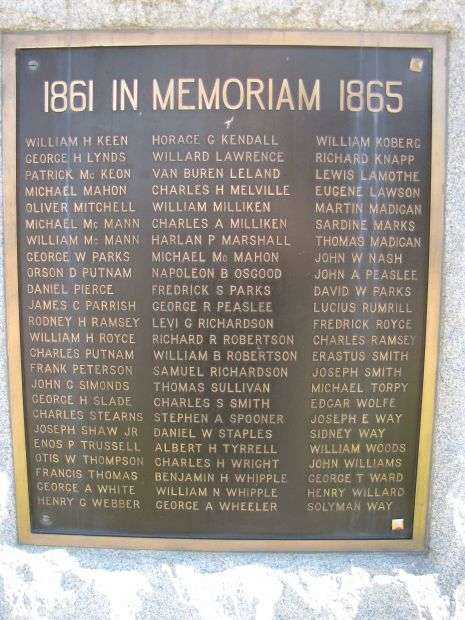 1861 IN MEMORIAM 1865
WILLIAM H KEEN HORACE G KENDALL WILLIAM KOBERG
GEORGE H LYNDS WILLARD LAWRENCE RICHARD KNAPP
PATRICK Mc KEON VAN BUREN LELAND LEWIS LAMOTHE
MICHAEL MAHON CHARLES H MELVILLE EUGENE LAWSON
OLIVER MITCHELL WILLIAM MILLIKEN MARTIN MADIGAN
MICHAEL Mc MANN CHARLES A MILLIKEN SARDINE MARKS
WILLIAM Mc MANN HARLAN P MARSHALL THOMAS MADIGAN
GEORGE W PARKS MICHAEL Mc MAHON JOHN W NASH
ORSON D PUTNAM NAPOLEON B OSGOOD JOHN A PEASLEE
DANIEL PIERCE FREDRICK S PARKS DAVID W PARKS
JAMES C PARRISH GEORGE R PEASLEE LUCIUS RUMRILL
RODNEY H RAMSEY LEVI G RICHARDSON FREDRICK ROYCE
WILLIAM H ROYCE RICHARD R ROBERTSON CHARLES RAMSEY
CHARLES PUTNAM WILLIAM B ROBERTSON ERASTUS SMITH
FRANK PETERSON SAMUEL RICHARDSON JOSEPH SMITH
JOHN G SIMONDS THOMAS SULLIVAN MICHAEL TORPY
GEORGE H SLADE CHARLES S SMITH EDGAR WOLFE
CHARLES STEARNS STEPHEN A SPOONER JOSEPH E WAY
JOSEPH SHAW JR DANIEL W STAPLES SIDNEY WAY
ENOS P TRUSSELL ALBERT H TYRRELL WILLIAM WOODS
OTIS W THOMPSON CHARLES H WRIGHT JOHN WILLIAMS
FRANCIS THOMAS BENJAMIN H WHIPPLE GEORGE T WARD
GEORGE A WHITE WILLIAM N WHIPPLE HENRY WILLARD
HENRY G WEBBER GEORGE A WHEELER SOLYMAN WAY